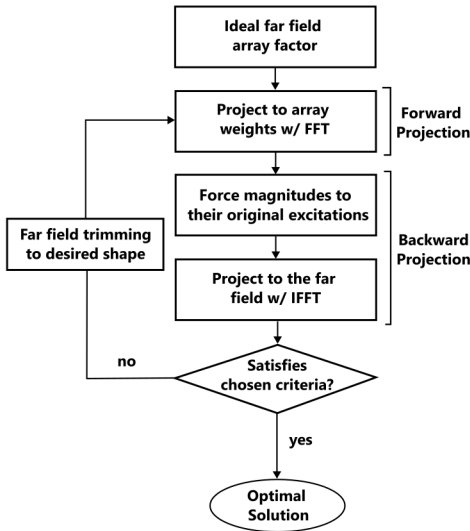 Ideal far field
array factor
Project to array
weights w/ FFT
Forward
Projection
Force magnitudes to
their original excitations
Backward
Projection
Far field trimming
to desired shape
Project to the far
field w/ IFFT
Satisfies
chosen criteria?
no
yes
Optimal
Solution